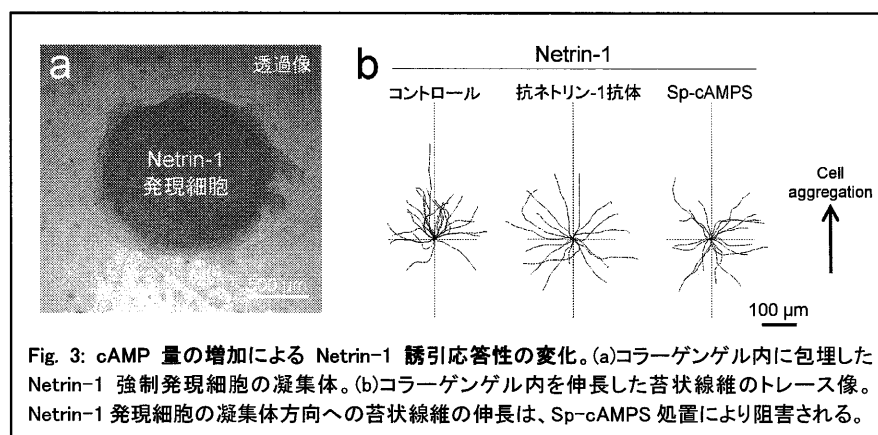 a
透過像
Netrin-1
発現細胞
500 μm
b
Netrin-1
コントロール
抗ネトリン-1抗体
Sp-cAMPS
Cell
aggregation
100 μm
Fig. 3: cAMP 量の増加による Netrin-1 誘引応答性の変化。(a)コラーゲンゲル内に包埋した
Netrin-1 強制発現細胞の凝集体。(b)コラーゲンゲル内を伸長した苔状線維のトレース像。
Netrin-1 発現細胞の凝集体方向への苔状線維の伸長は、Sp-cAMPS 処置により阻害される。